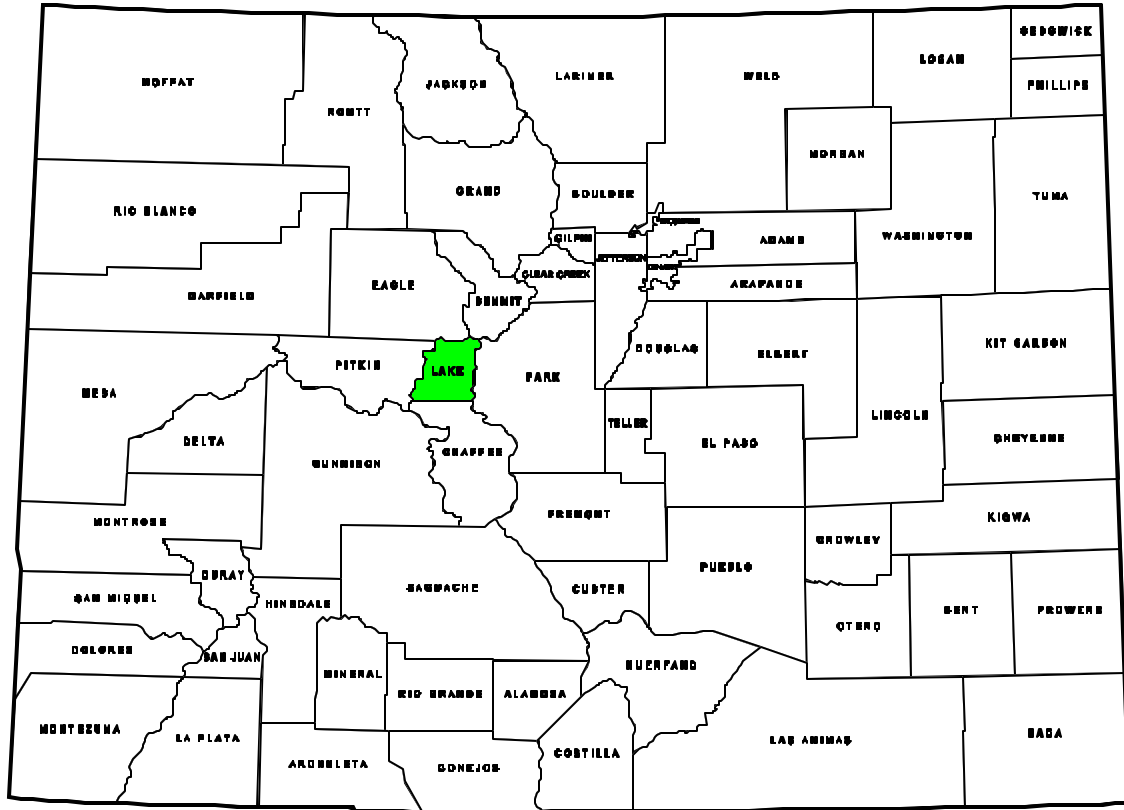 SEDGWICK
LOGAN
LARIMER
WELD
MOFFAT
JACKSON
PHILLIPS
ROUTT
MORGAN
GRAND
BOULDER
YUMA
RIO BLANCO
GILPIN
ADAMS
WASHINGTON
JEFFERSON
CLEAR CREEK
EAGLE
ARAPAHOE
GARFIELD
SUMMIT
KIT CARSON
DOUGLAS
ELBERT
PITKIN
LAKE
PARK
MESA
LINCOLN
TELLER
CHEYENNE
DELTA
EL PASO
CHAFFEE
GUNNISON
FREMONT
KIOWA
MONTROSE
CROWLEY
PUEBLO
OURAY
SAGUACHE
CUSTER
SAN MIGUEL
HINSDALE
BENT
PROWERS
OTERO
DOLORES
SAN JUAN
HUERFANO
MINERAL
RIO GRANDE
ALAMOSA
MONTEZUMA
LA PLATA
LAS ANIMAS
BACA
COSTILLA
ARCHULETA
CONEJOS